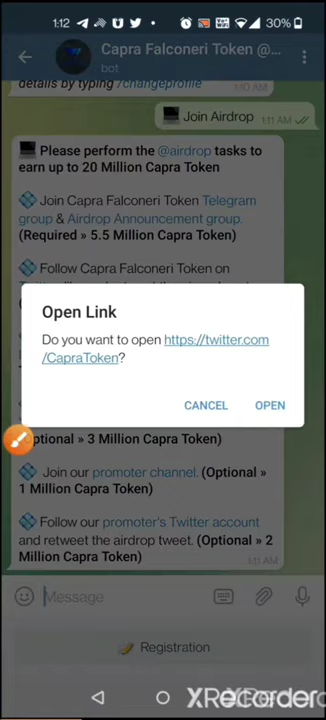 1:12
30%
Capra Falconeri Token @...
bot
details by typing /changeprofile
1:10 AM
Join Airdrop 1:11 AM
Please perform the @airdrop tasks to
earn up to 20 Million Capra Token
Join Capra Falconeri Token Telegram
group & Airdrop Announcement group.
(Required » 5.5 Million Capra Token)
Follow Capra Falconeri Token on
Open Link
Do you want to open https://twitter.com
/CapraToken?
CANCEL OPEN
ptional » 3 Million Capra Token)
Join our promoter channel. (Optional »
1 Million Capra Token)
Follow our promoter's Twitter account
and retweet the airdrop tweet. (Optional » 2
Million Capra Token)
1:11 AM
Message
Registration
XRecorder